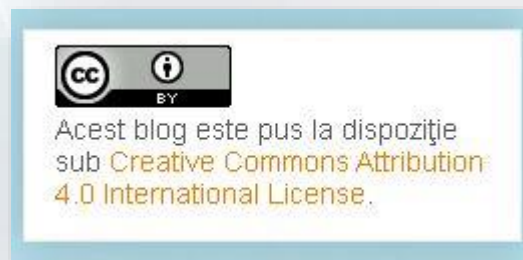 cc
BY
Acest blog este pus la dispoziţie
sub Creative Commons Attribution
4.0 International License.